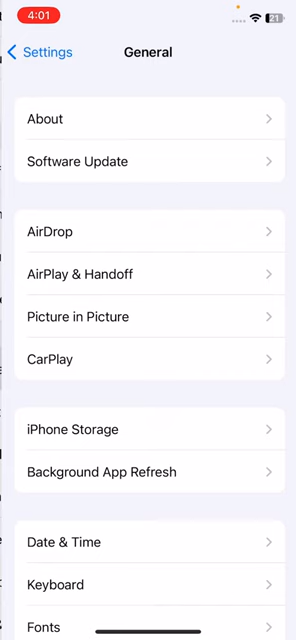 4:01
21
Settings
General
About
Software Update
AirDrop
AirPlay & Handoff
Picture in Picture
CarPlay
iPhone Storage
Background App Refresh
Date & Time
Keyboard
Fonts